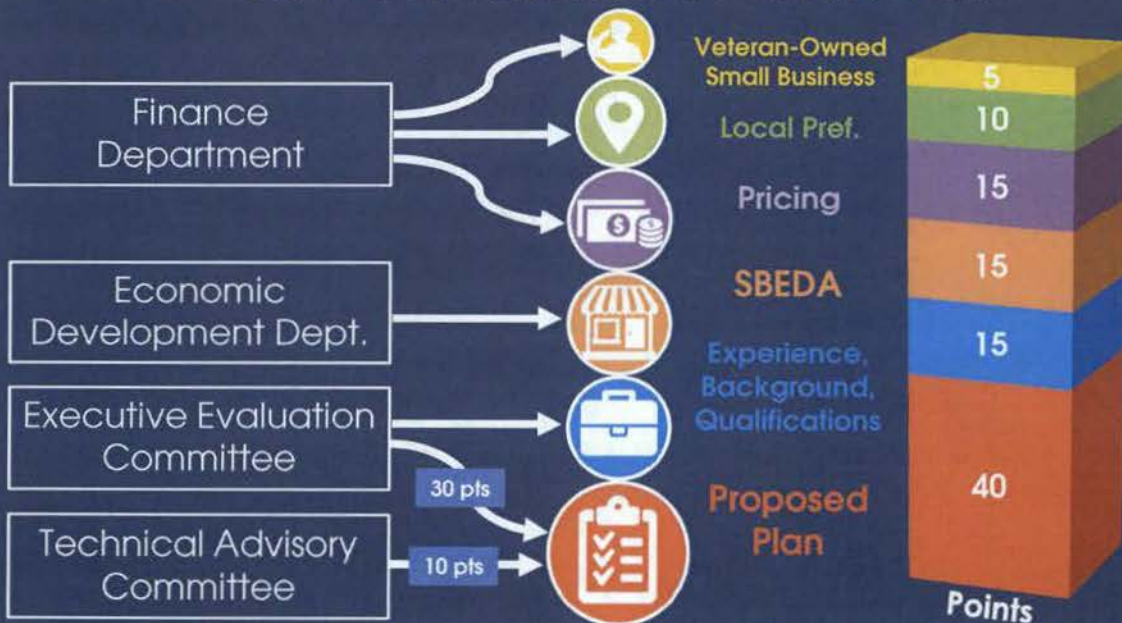 Finance
Department
Economic
Development Dept.
Executive Evaluation
Committee
Technical Advisory
Committee
30 pts
10 pts
Veteran-Owned
Small Business
Local Pref.
Pricing
SBEDA
Experience,
Background,
Qualifications
Proposed
Plan
5
10
15
15
15
40
Points